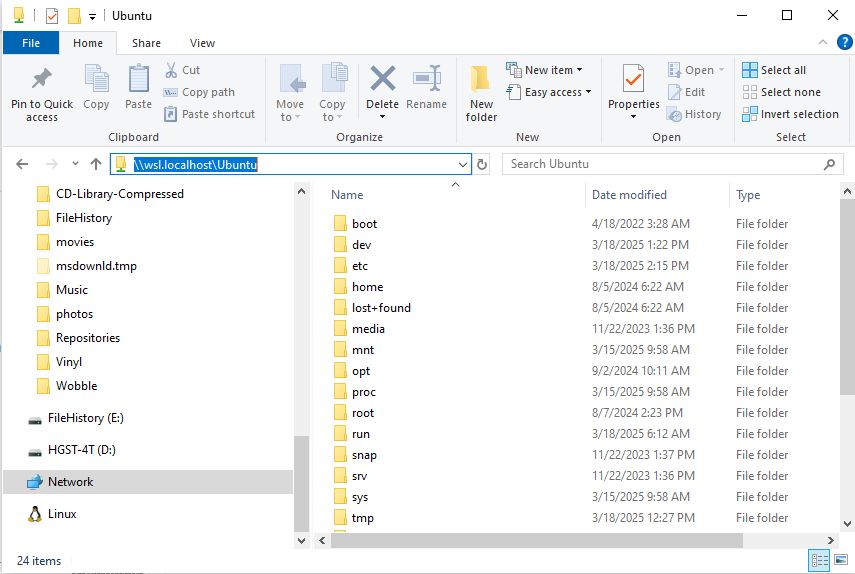 Ubuntu
File Home Share View
Pin to Quick access
Copy
Paste
Cut
Copy path
Paste shortcut
Clipboard
Move to
Copy to
Delete
Rename
Organize
New folder
New item
Easy access
New
Properties
Open
Edit
History
Open
Select all
Select none
Invert selection
Select
\\wsl.localhost\Ubuntu
Search Ubuntu
CD-Library-Compressed
FileHistory
movies
msdownld.tmp
Music
photos
Repositories
Vinyl
Wobble
FileHistory (E:)
HGST-4T (D:)
Network
Linux
Name Date modified Type
boot 4/18/2022 3:28 AM File folder
dev 3/18/2025 1:22 PM File folder
etc 3/18/2025 2:15 PM File folder
home 8/5/2024 6:22 AM File folder
lost+found 8/5/2024 6:22 AM File folder
media 11/22/2023 1:36 PM File folder
mnt 3/15/2025 9:58 AM File folder
opt 9/2/2024 10:11 AM File folder
proc 3/15/2025 9:58 AM File folder
root 8/7/2024 2:23 PM File folder
run 3/18/2025 6:12 AM File folder
snap 11/22/2023 1:37 PM File folder
srv 11/22/2023 1:36 PM File folder
sys 3/15/2025 9:58 AM File folder
tmp 3/18/2025 12:27 PM File folder
24 items